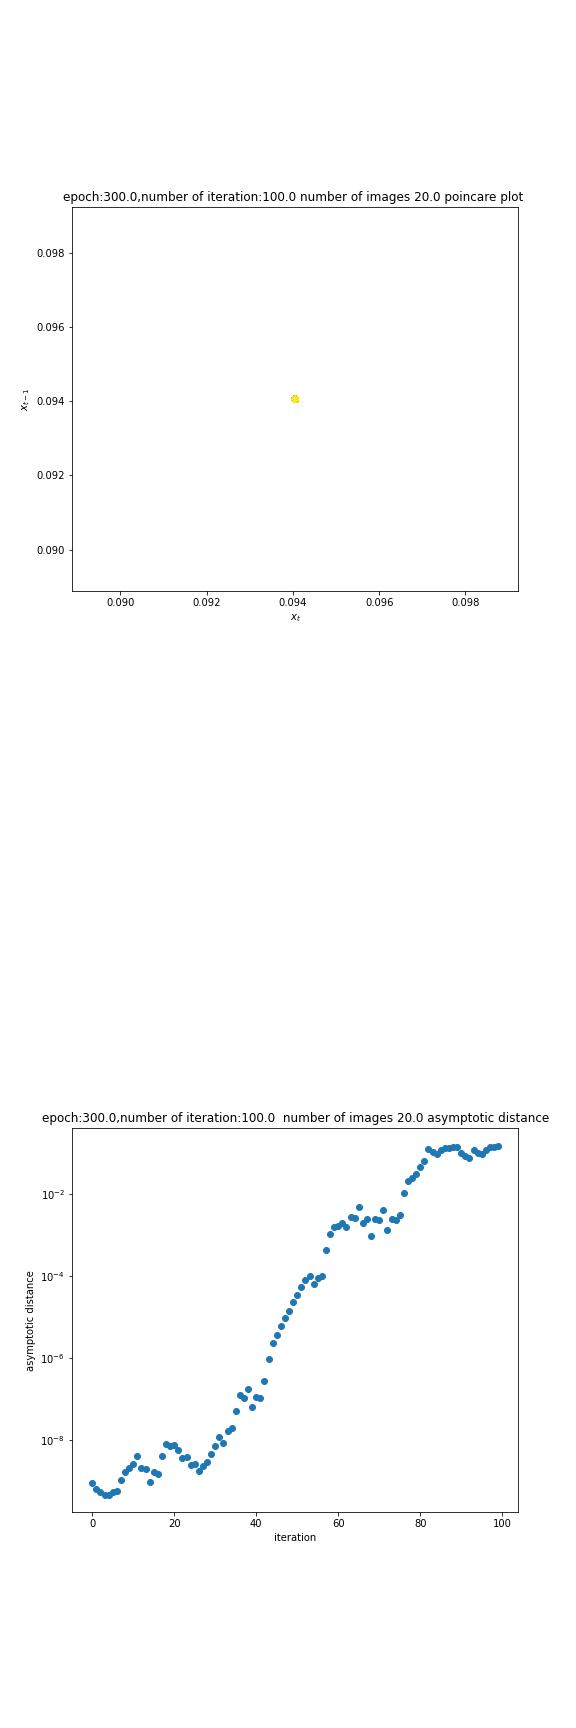 epoch:300.0,number of iteration:100.0 number of images 20.0 poincare plot
0.098
0.096
0.094
0.092
0.090
x_{t-1}
0.090 0.092 0.094 0.096 0.098
x_t
epoch:300.0,number of iteration:100.0  number of images 20.0 asymptotic distance
10^{-2}
10^{-4}
10^{-6}
10^{-8}
asymptotic distance
0 20 40 60 80 100
iteration